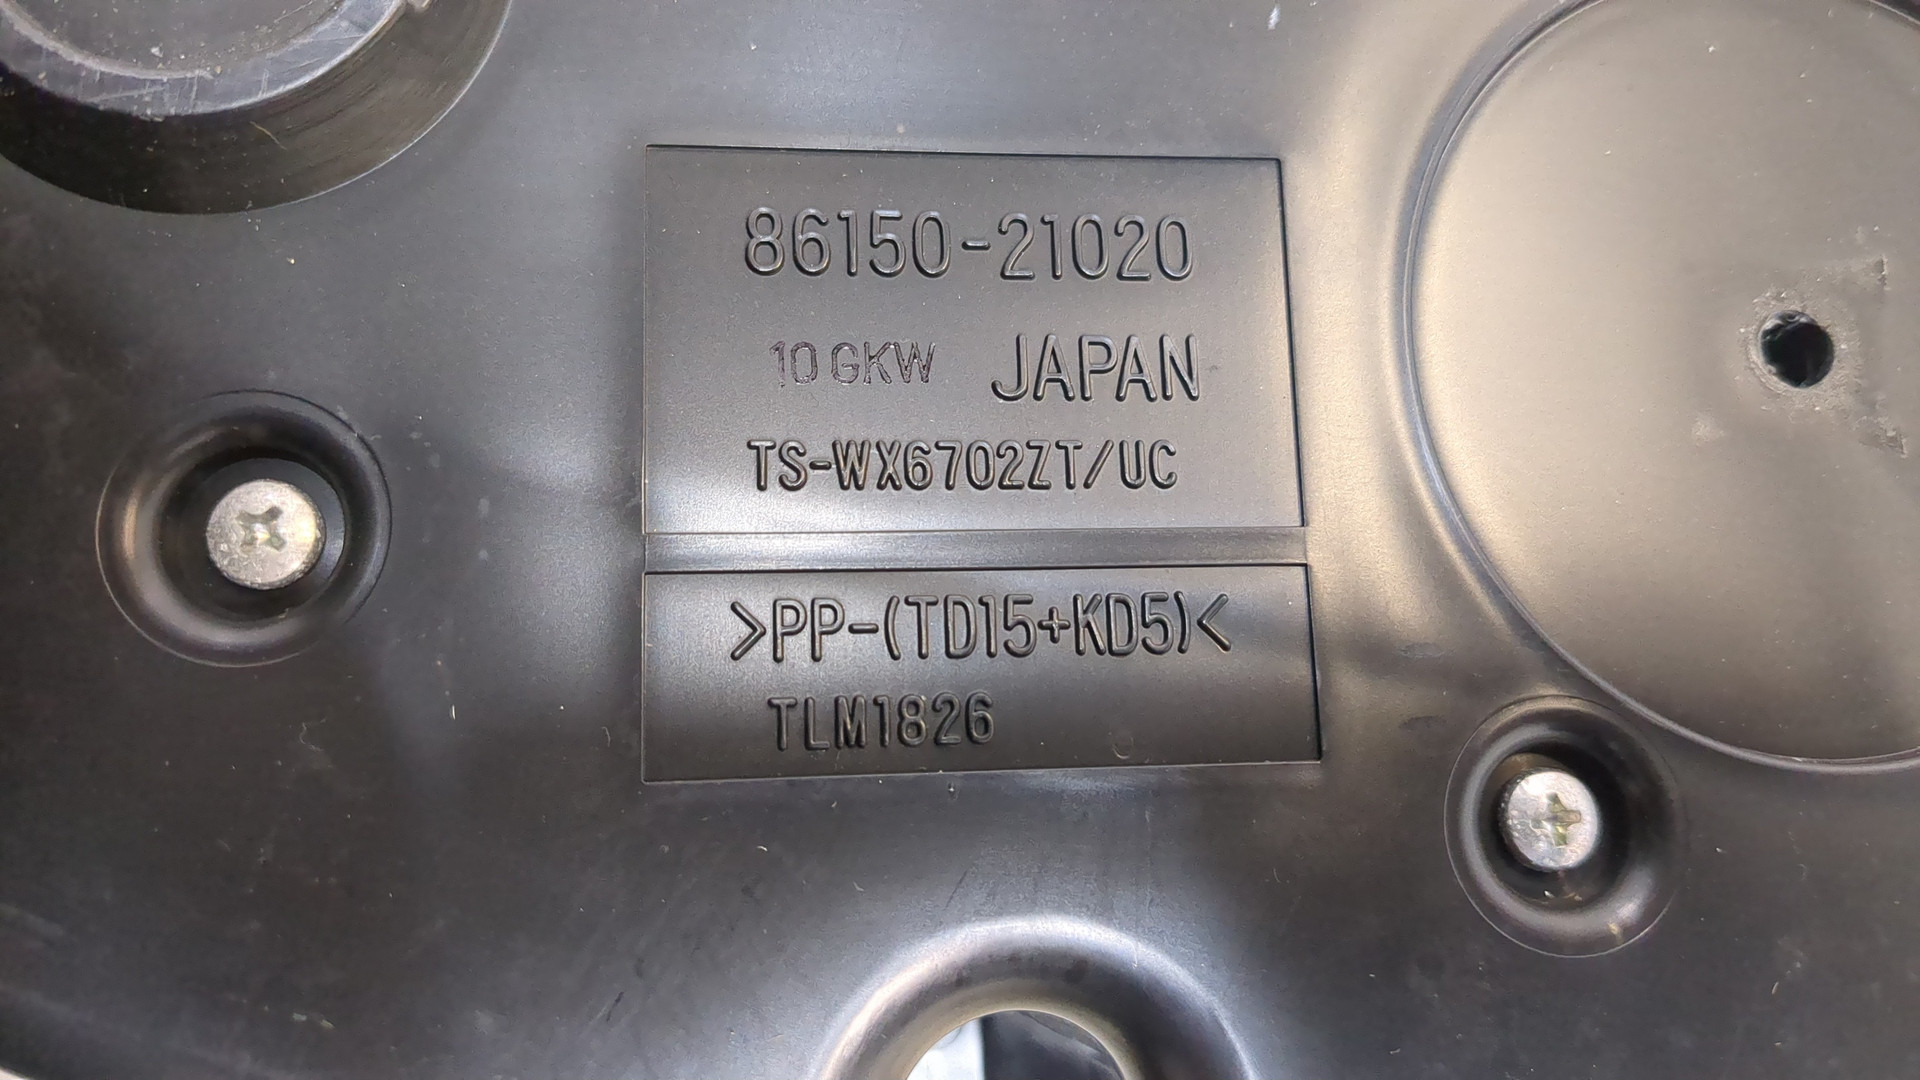 86150-21020
10 GKW JAPAN
TS-WX6702ZT/UC
>PP-(TD15+KD5)<
TLM1826